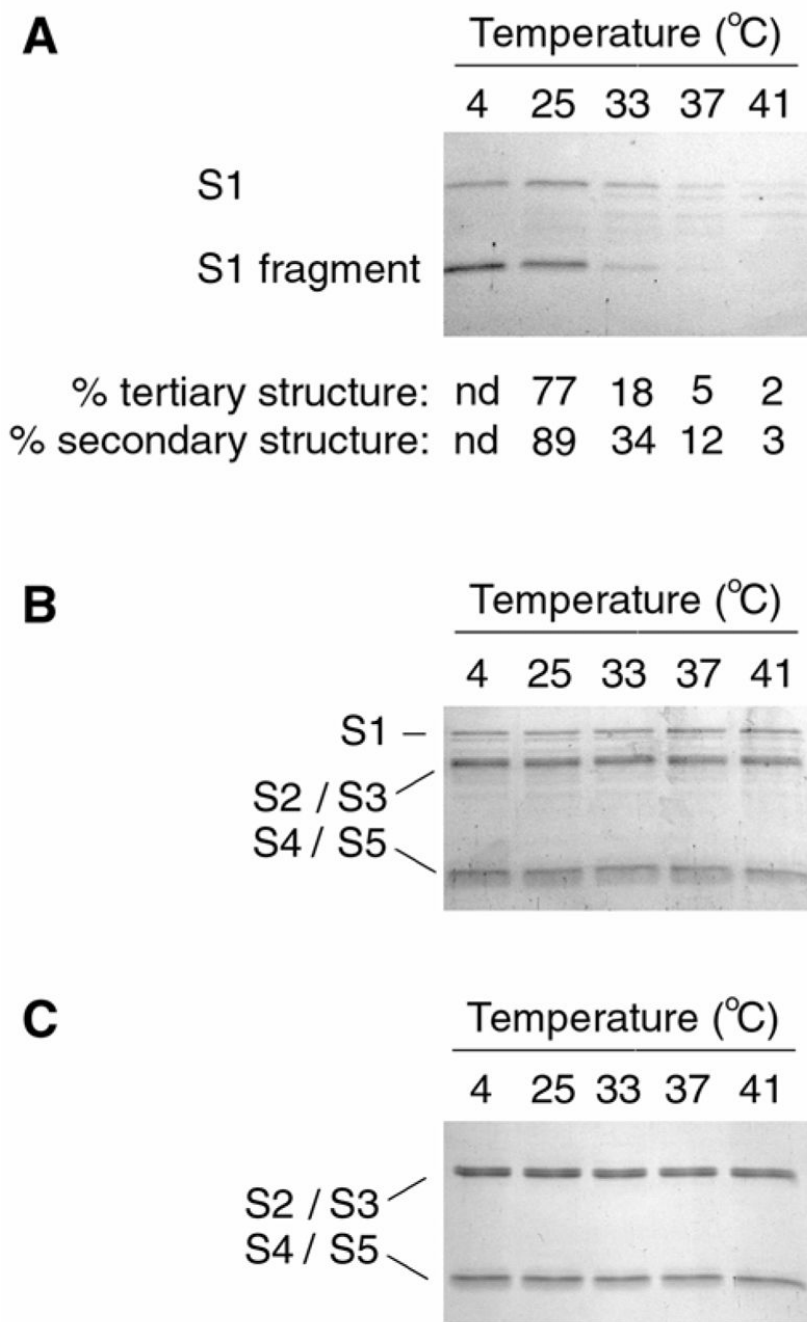 A
Temperature (°C)
4 25 33 37 41
S1
S1 fragment
% tertiary structure: nd 77 18 5 2
% secondary structure: nd 89 34 12 3
B
Temperature (°C)
4 25 33 37 41
S1
S2 / S3
S4 / S5
C
Temperature (°C)
4 25 33 37 41
S2 / S3
S4 / S5